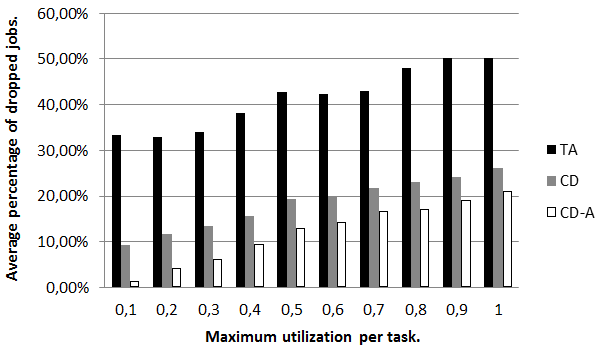 Average percentage of dropped jobs.
60,00%
50,00%
40,00%
30,00%
20,00%
10,00%
0,00%
0,1 0,2 0,3 0,4 0,5 0,6 0,7 0,8 0,9 1
Maximum utilization per task.
TA
CD
CD-A